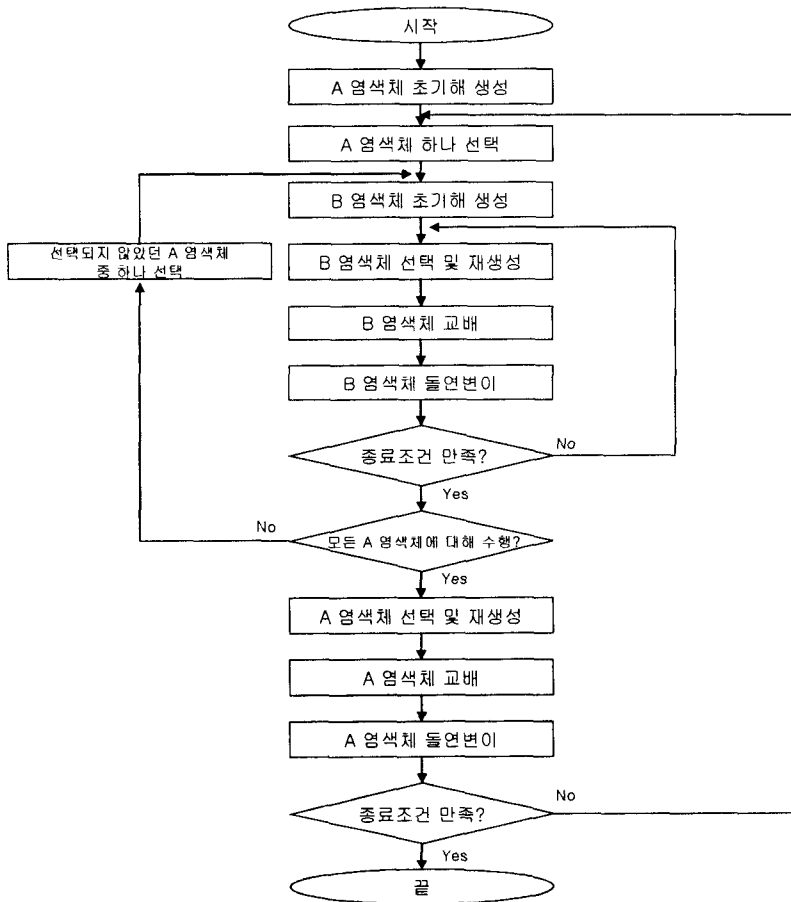 시작
A 염색체 초기해 생성
A 염색체 하나 선택
B 염색체 초기해 생성
선택되지 않았던 A 염색체
중 하나 선택
B 염색체 선택 및 재생성
B 염색체 교배
B 염색체 돌연변이
종료조건 만족?
No
Yes
No
모든 A 염색체에 대해 수행?
Yes
A 염색체 선택 및 재생성
A 염색체 교배
A 염색체 돌연변이
종료조건 만족?
No
Yes
끝